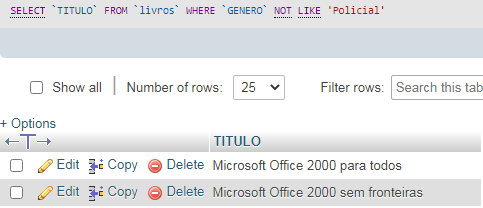 SELECT `TITULO` FROM `livros` WHERE `GENERO` NOT LIKE 'Policial'
Show all | Number of rows: 25 Filter rows: Search this tab
+ Options
←T→ TITULO
Edit Copy Delete Microsoft Office 2000 para todos
Edit Copy Delete Microsoft Office 2000 sem fronteiras